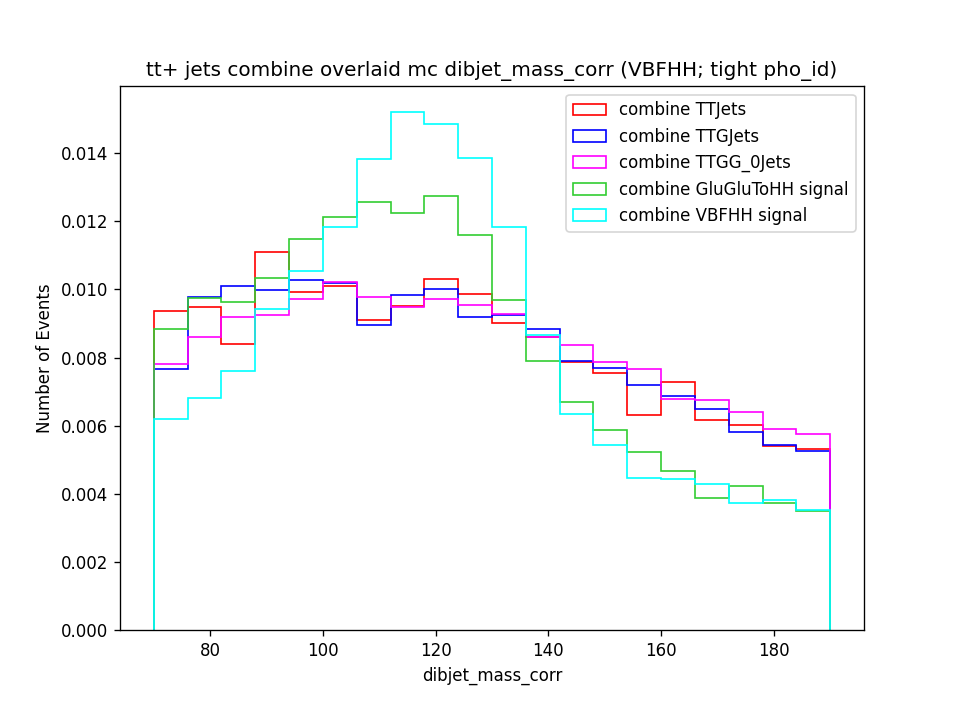 tt+ jets combine overlaid mc dibjet_mass_corr (VBFHH; tight pho_id)
combine TTJets
combine TTGJets
combine TTGG_0Jets
combine GluGluToHH signal
combine VBFHH signal
Number of Events
0.014
0.012
0.010
0.008
0.006
0.004
0.002
0.000
80 100 120 140 160 180
dibjet_mass_corr